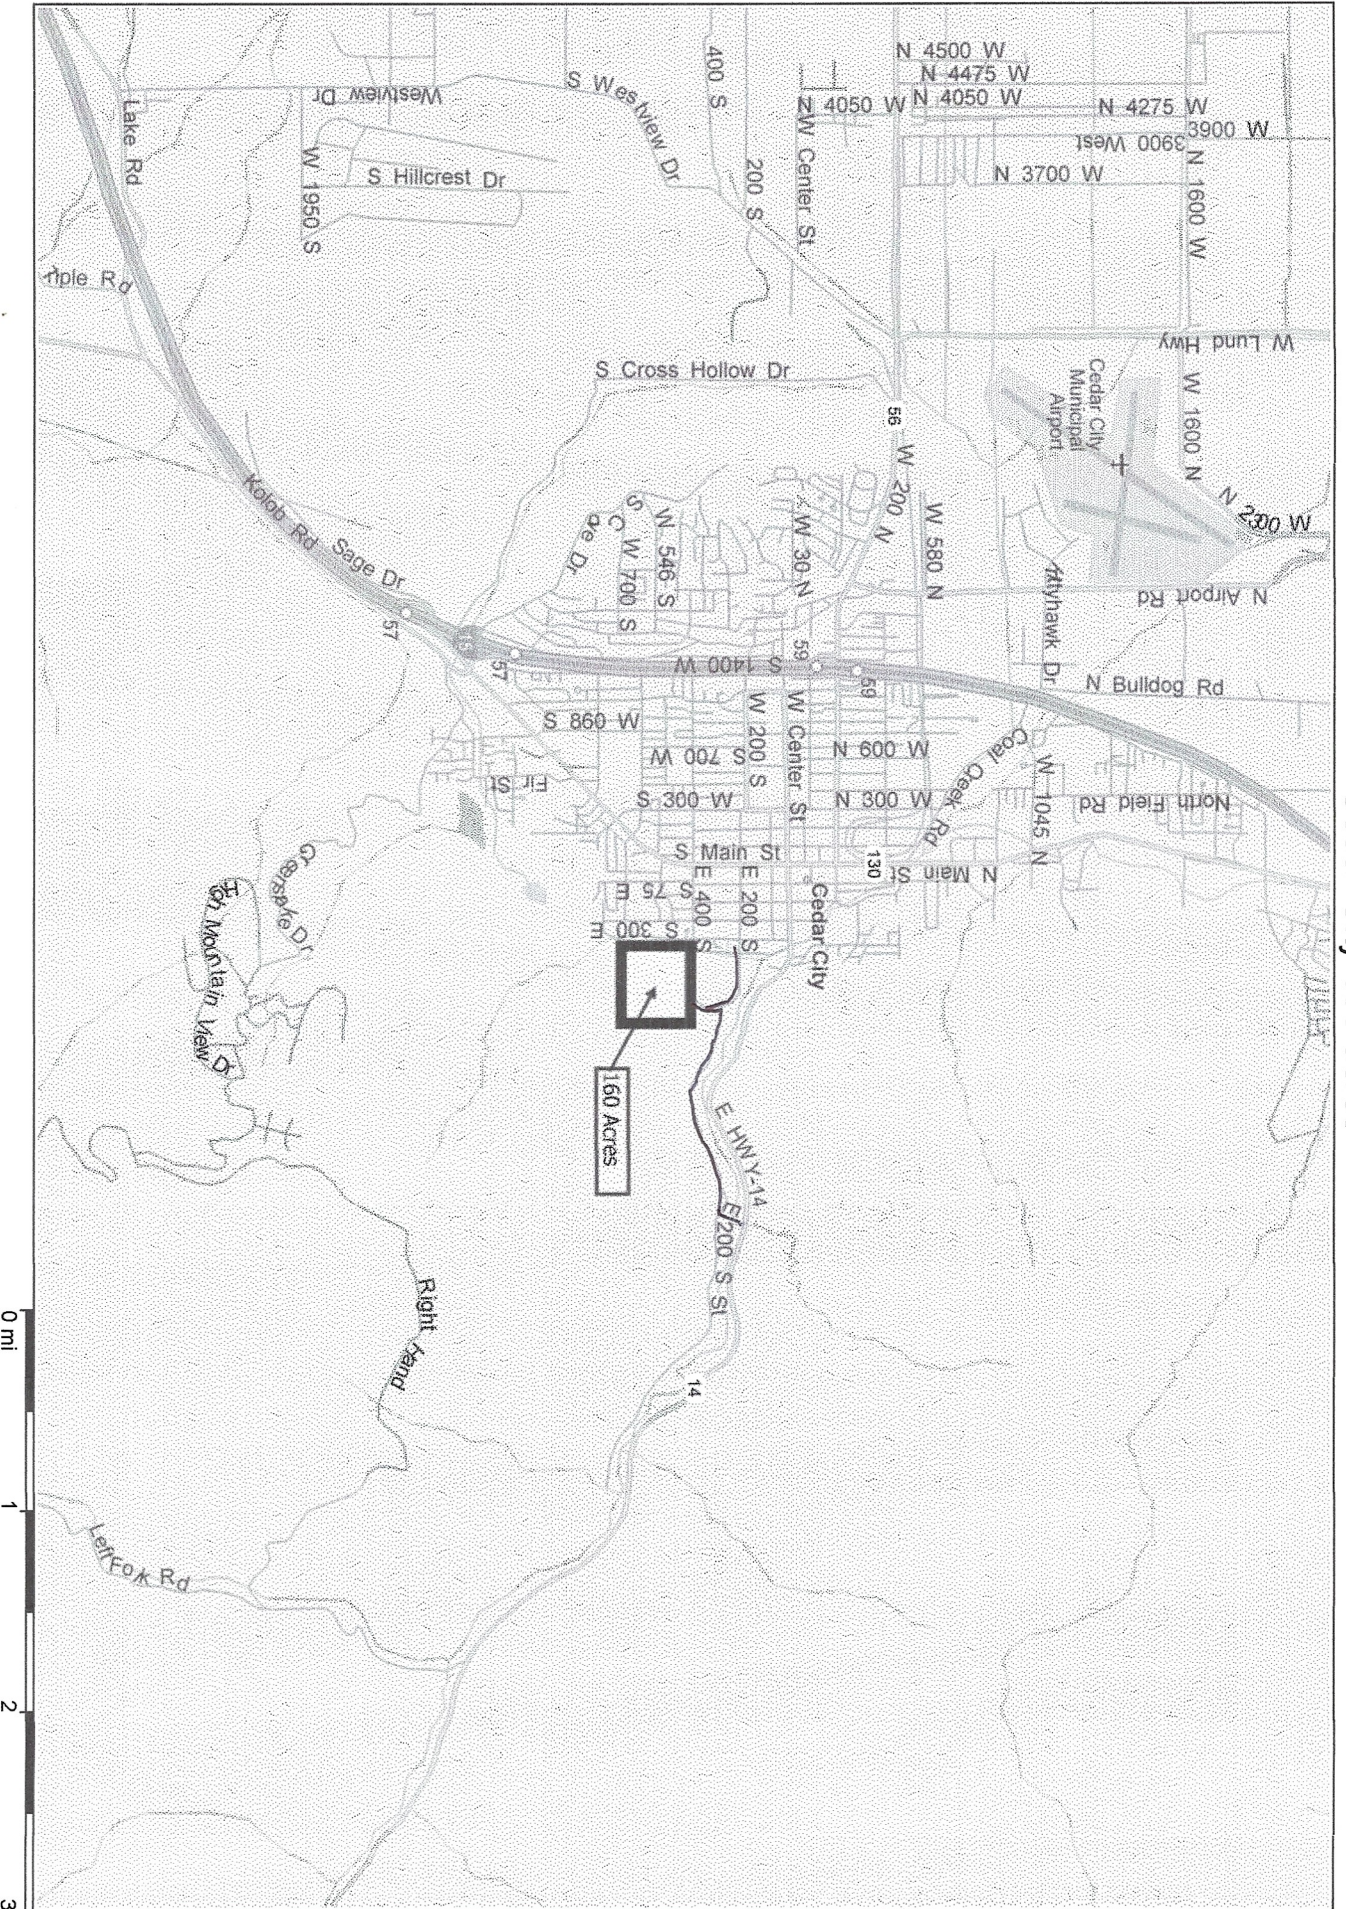 N 4500 W
N 4475 W
N 4050 W
N 4275 W
4050 W
3900 W
3900 West
N 3700 W
N 1600 W
400 S
S Westview Dr
Westview Dr
Lake Rd
W 1950 S
S Hillcrest Dr
200 S
W Center St
W Lund Hwy
S Cross Hollow Dr
56
Cedar City
Municipal
Airport
W 1600 N
N 2300 W
W 200 N
W 580 N
W 30 N
W 546 S
W 700 S
Kolob Rd
Sage Dr
57
57
59
59
S 1400 W
N Airport Rd
N Bulldog Rd
S 860 W
S 700 W
W 200 S
W Center St
N 600 W
Coal Creek Rd
W 1045 N
North Field Rd
Fir St
S 300 W
N 300 W
S Main St
130
N Main St
S 75 E
E 400 S
E 200 S
S 300 E
Cedar City
Greenslake Dr
High Mountain View Dr
160 Acres
E HWY-14
E 200 S St
Right Hand
14
Left Fork Rd
0 mi
1
2
3